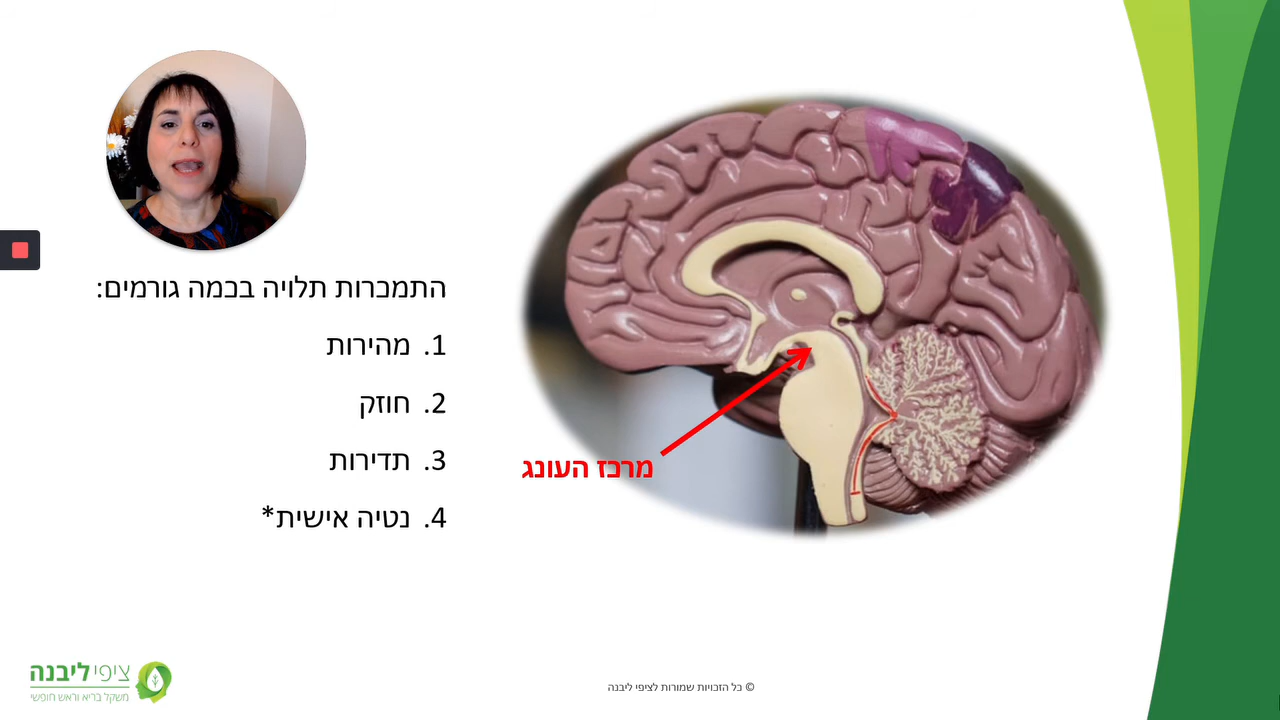 התמכרות תלויה בכמה גורמים:
1. מהירות
2. חוזק
3. תדירות
4. נטיה אישית*
מרכז העונג
ציפי ליבנה
משקל בריא וראש חופשי
© כל הזכויות שמורות לציפי ליבנה